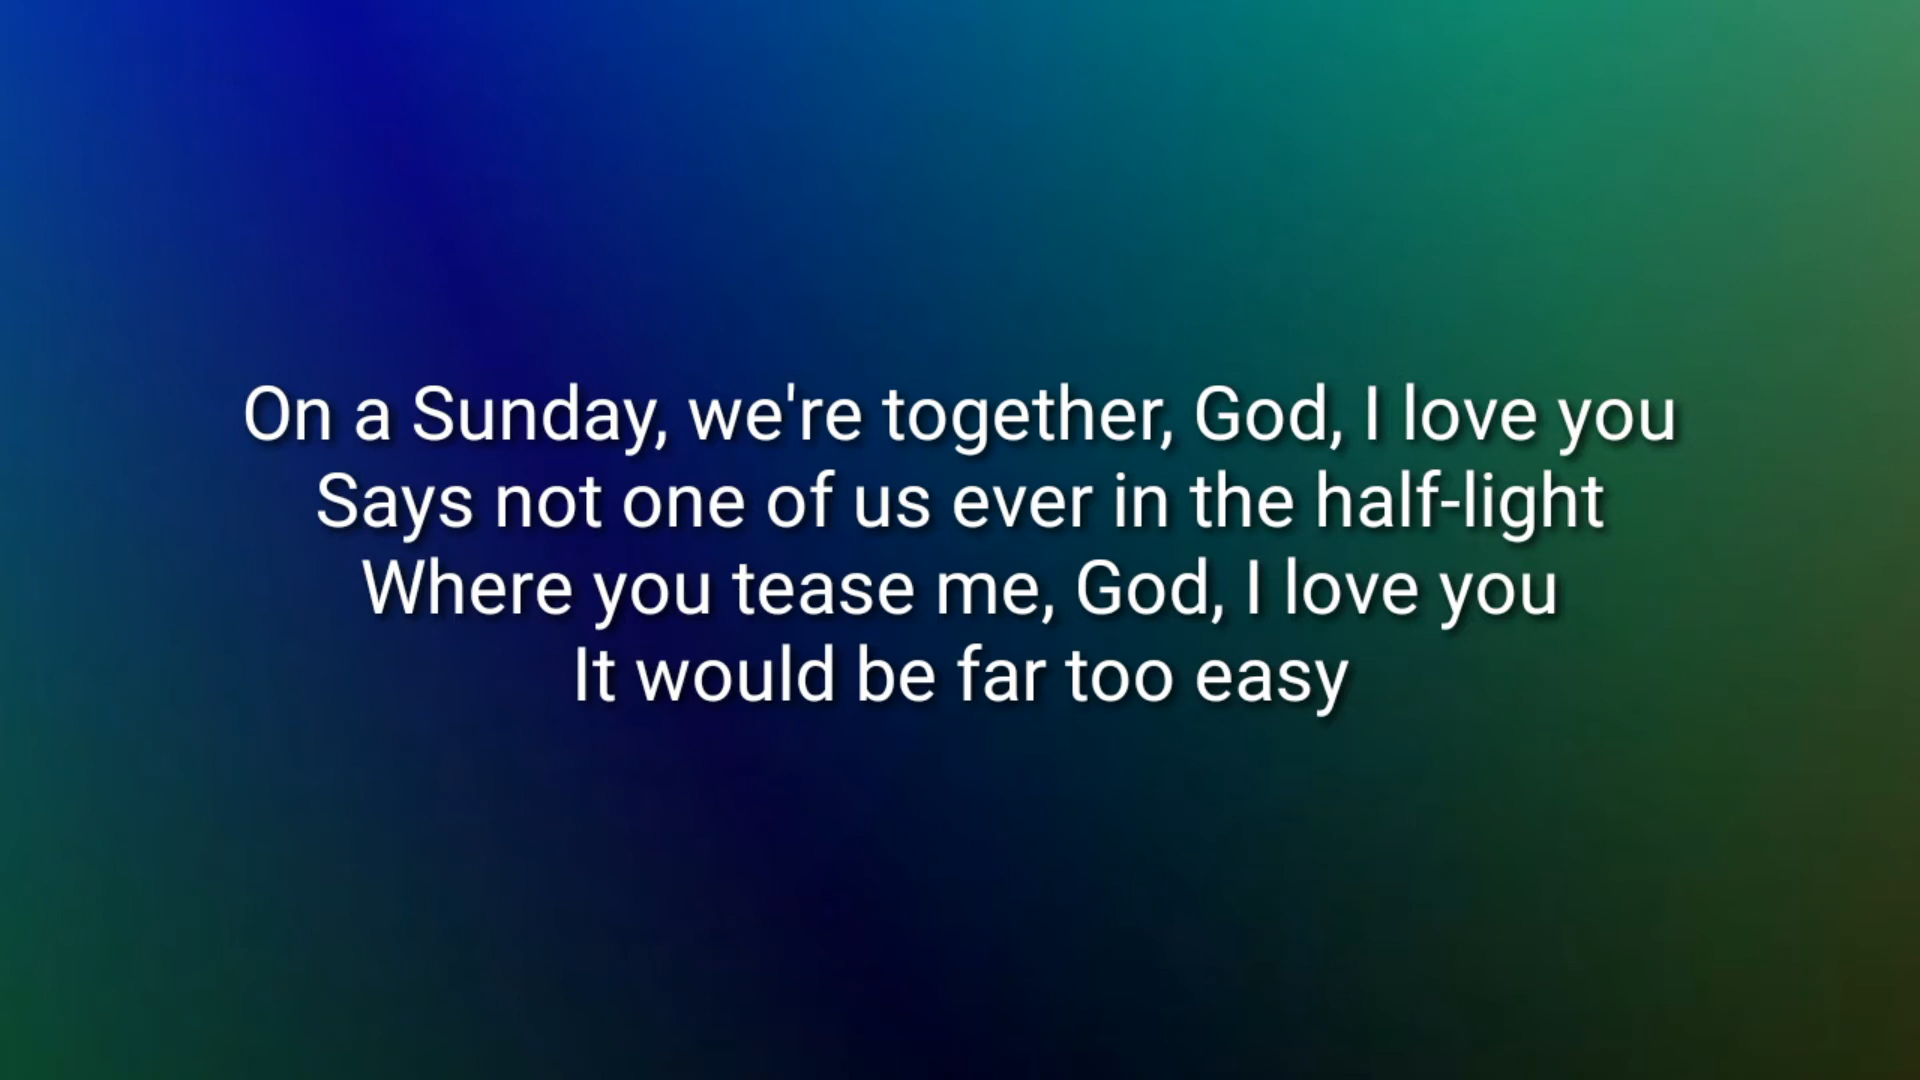 On a Sunday, we're together, God, I love you
Says not one of us ever in the half-light
Where you tease me, God, I love you
It would be far too easy